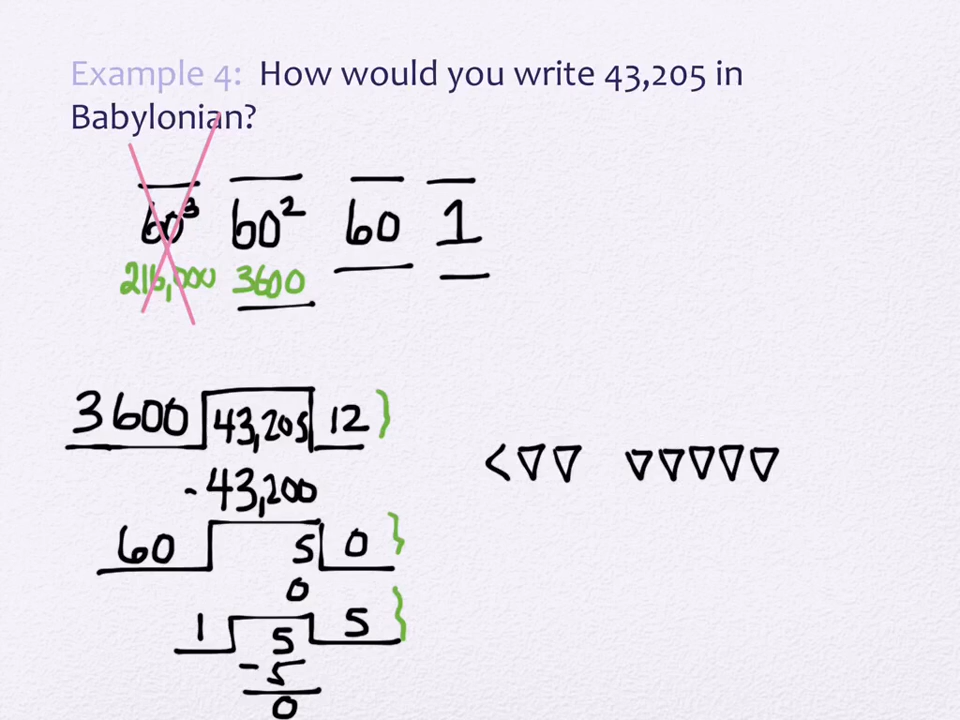 Example 4: How would you write 43,205 in
Babylonian?
60³ 60² 60 1
216,000 3600
3600 43,205 12
- 43,200
60 5 0
0
1 5 5
- 5
0
< ▽ ▽ ▽ ▽ ▽ ▽ ▽